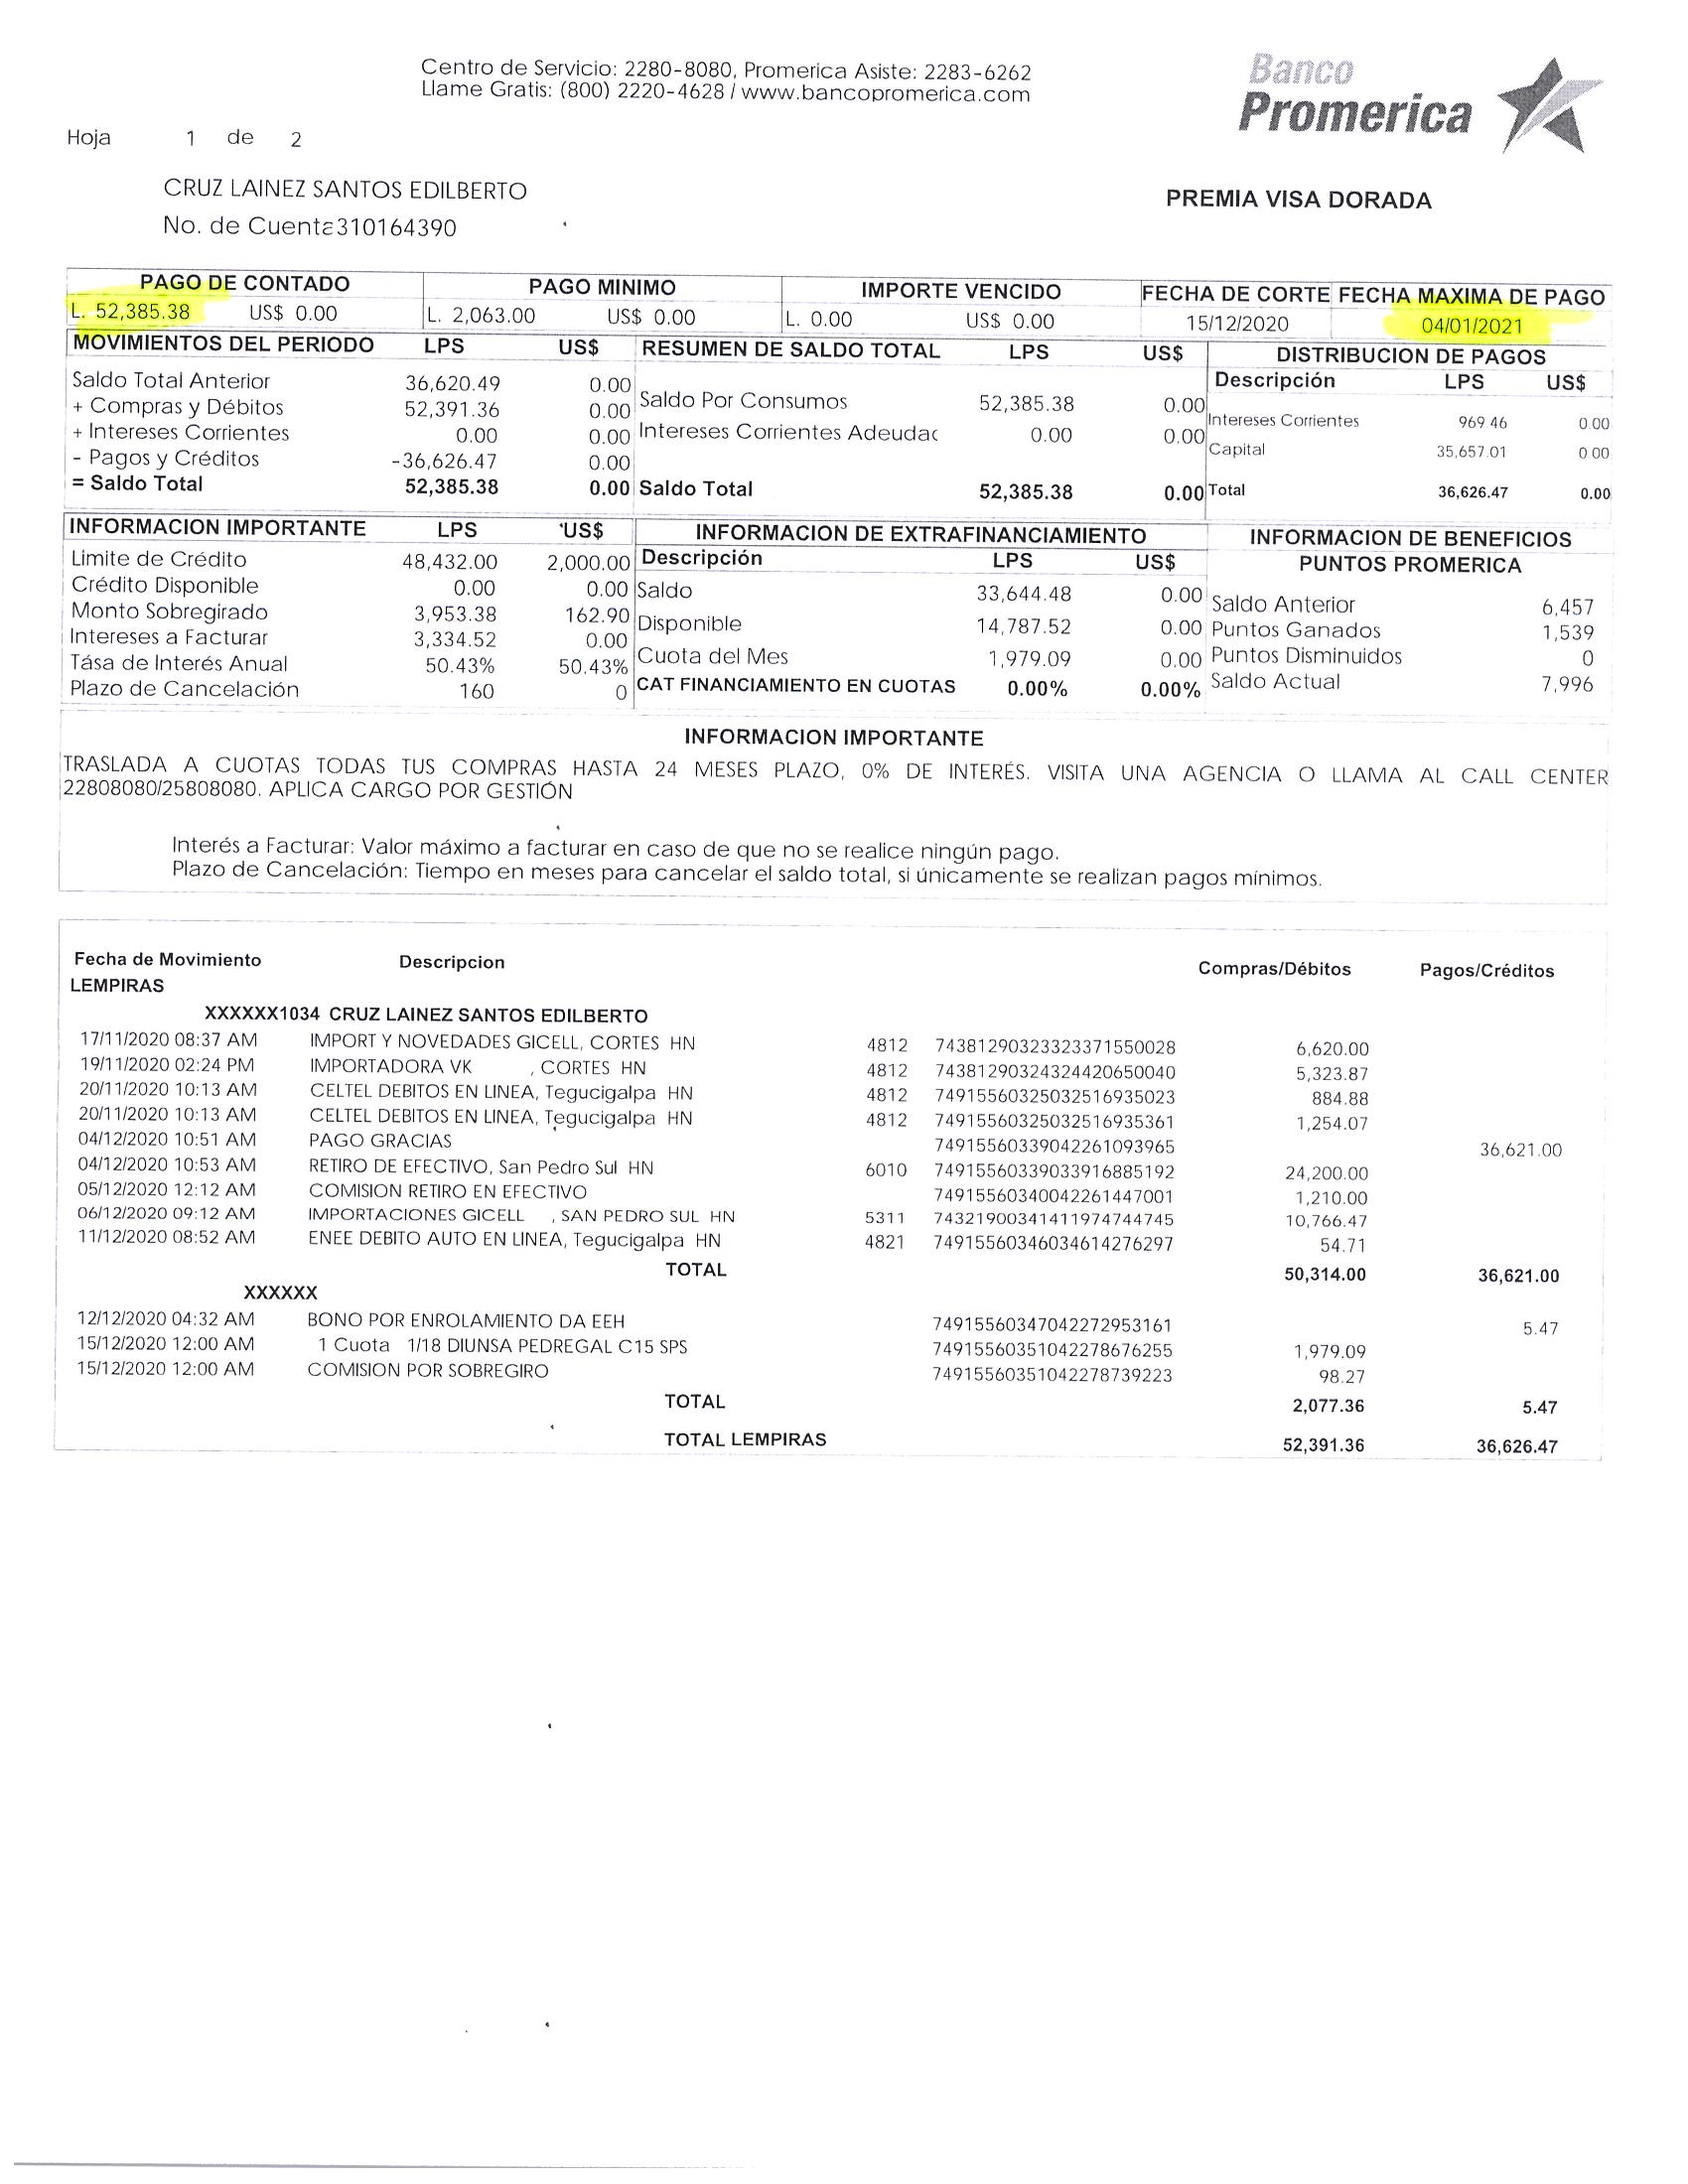 Centro de Servicio: 2280-8080, Promerica Asiste: 2283-6262
Llame Gratis: (800) 2220-4628 / www.bancopromerica.com
Banco
Promerica
Hoja 1 de 2
CRUZ LAINEZ SANTOS EDILBERTO
PREMIA VISA DORADA
No. de Cuenta310164390
PAGO DE CONTADO PAGO MINIMO IMPORTE VENCIDO FECHA DE CORTE FECHA MAXIMA DE PAGO
L. 52,385.38 US$ 0.00 L. 2,063.00 US$ 0.00 L. 0.00 US$ 0.00 15/12/2020 04/01/2021
MOVIMIENTOS DEL PERIODO LPS US$
Saldo Total Anterior 36,620.49 0.00
+ Compras y Débitos 52,391.36 0.00
+ Intereses Corrientes 0.00 0.00
- Pagos y Créditos -36,626.47 0.00
= Saldo Total 52,385.38 0.00
RESUMEN DE SALDO TOTAL LPS US$
Saldo Por Consumos 52,385.38 0.00
Intereses Corrientes Adeudac 0.00 0.00
Saldo Total 52,385.38 0.00
DISTRIBUCION DE PAGOS
Descripción LPS US$
Intereses Corrientes 969 46 0 00
Capital 35,657.01 0 00
Total 36,626.47 0.00
INFORMACION IMPORTANTE LPS 'US$
Limite de Crédito 48,432.00 2,000.00
Crédito Disponible 0.00 0.00
Monto Sobregirado 3,953.38 162.90
Intereses a Facturar 3,334.52 0.00
Tása de Interés Anual 50.43% 50.43%
Plazo de Cancelación 160 0
INFORMACION DE EXTRAFINANCIAMIENTO
Descripción LPS US$
Saldo 33,644.48 0.00
Disponible 14,787.52 0.00
Cuota del Mes 1,979.09 0.00
CAT FINANCIAMIENTO EN CUOTAS 0.00% 0.00%
INFORMACION DE BENEFICIOS
PUNTOS PROMERICA
Saldo Anterior 6,457
Puntos Ganados 1,539
Puntos Disminuidos 0
Saldo Actual 7,996
INFORMACION IMPORTANTE
TRASLADA A CUOTAS TODAS TUS COMPRAS HASTA 24 MESES PLAZO, 0% DE INTERÉS. VISITA UNA AGENCIA O LLAMA AL CALL CENTER
22808080/25808080. APLICA CARGO POR GESTIÓN
Interés a Facturar: Valor máximo a facturar en caso de que no se realice ningún pago.
Plazo de Cancelación: Tiempo en meses para cancelar el saldo total, si únicamente se realizan pagos mínimos.
Fecha de Movimiento Descripcion Compras/Débitos Pagos/Créditos
LEMPIRAS
XXXXXX1034 CRUZ LAINEZ SANTOS EDILBERTO
17/11/2020 08:37 AM IMPORT Y NOVEDADES GICELL, CORTES HN 4812 74381290323323371550028 6,620.00
19/11/2020 02:24 PM IMPORTADORA VK , CORTES HN 4812 74381290324324420650040 5,323.87
20/11/2020 10:13 AM CELTEL DEBITOS EN LINEA, Tegucigalpa HN 4812 74915560325032516935023 884.88
20/11/2020 10:13 AM CELTEL DEBITOS EN LINEA, Tegucigalpa HN 4812 74915560325032516935361 1,254.07
04/12/2020 10:51 AM PAGO GRACIAS 74915560339042261093965 36,621.00
04/12/2020 10:53 AM RETIRO DE EFECTIVO, San Pedro Sul HN 6010 74915560339033916885192 24,200.00
05/12/2020 12:12 AM COMISION RETIRO EN EFECTIVO 74915560340042261447001 1,210.00
06/12/2020 09:12 AM IMPORTACIONES GICELL , SAN PEDRO SUL HN 5311 74321900341411974744745 10,766.47
11/12/2020 08:52 AM ENEE DEBITO AUTO EN LINEA, Tegucigalpa HN 4821 74915560346034614276297 54.71
TOTAL 50,314.00 36,621.00
XXXXXX
12/12/2020 04:32 AM BONO POR ENROLAMIENTO DA EEH 74915560347042272953161 5.47
15/12/2020 12:00 AM 1 Cuota 1/18 DIUNSA PEDREGAL C15 SPS 74915560351042278676255 1,979.09
15/12/2020 12:00 AM COMISION POR SOBREGIRO 74915560351042278739223 98.27
TOTAL 2,077.36 5.47
TOTAL LEMPIRAS 52,391.36 36,626.47